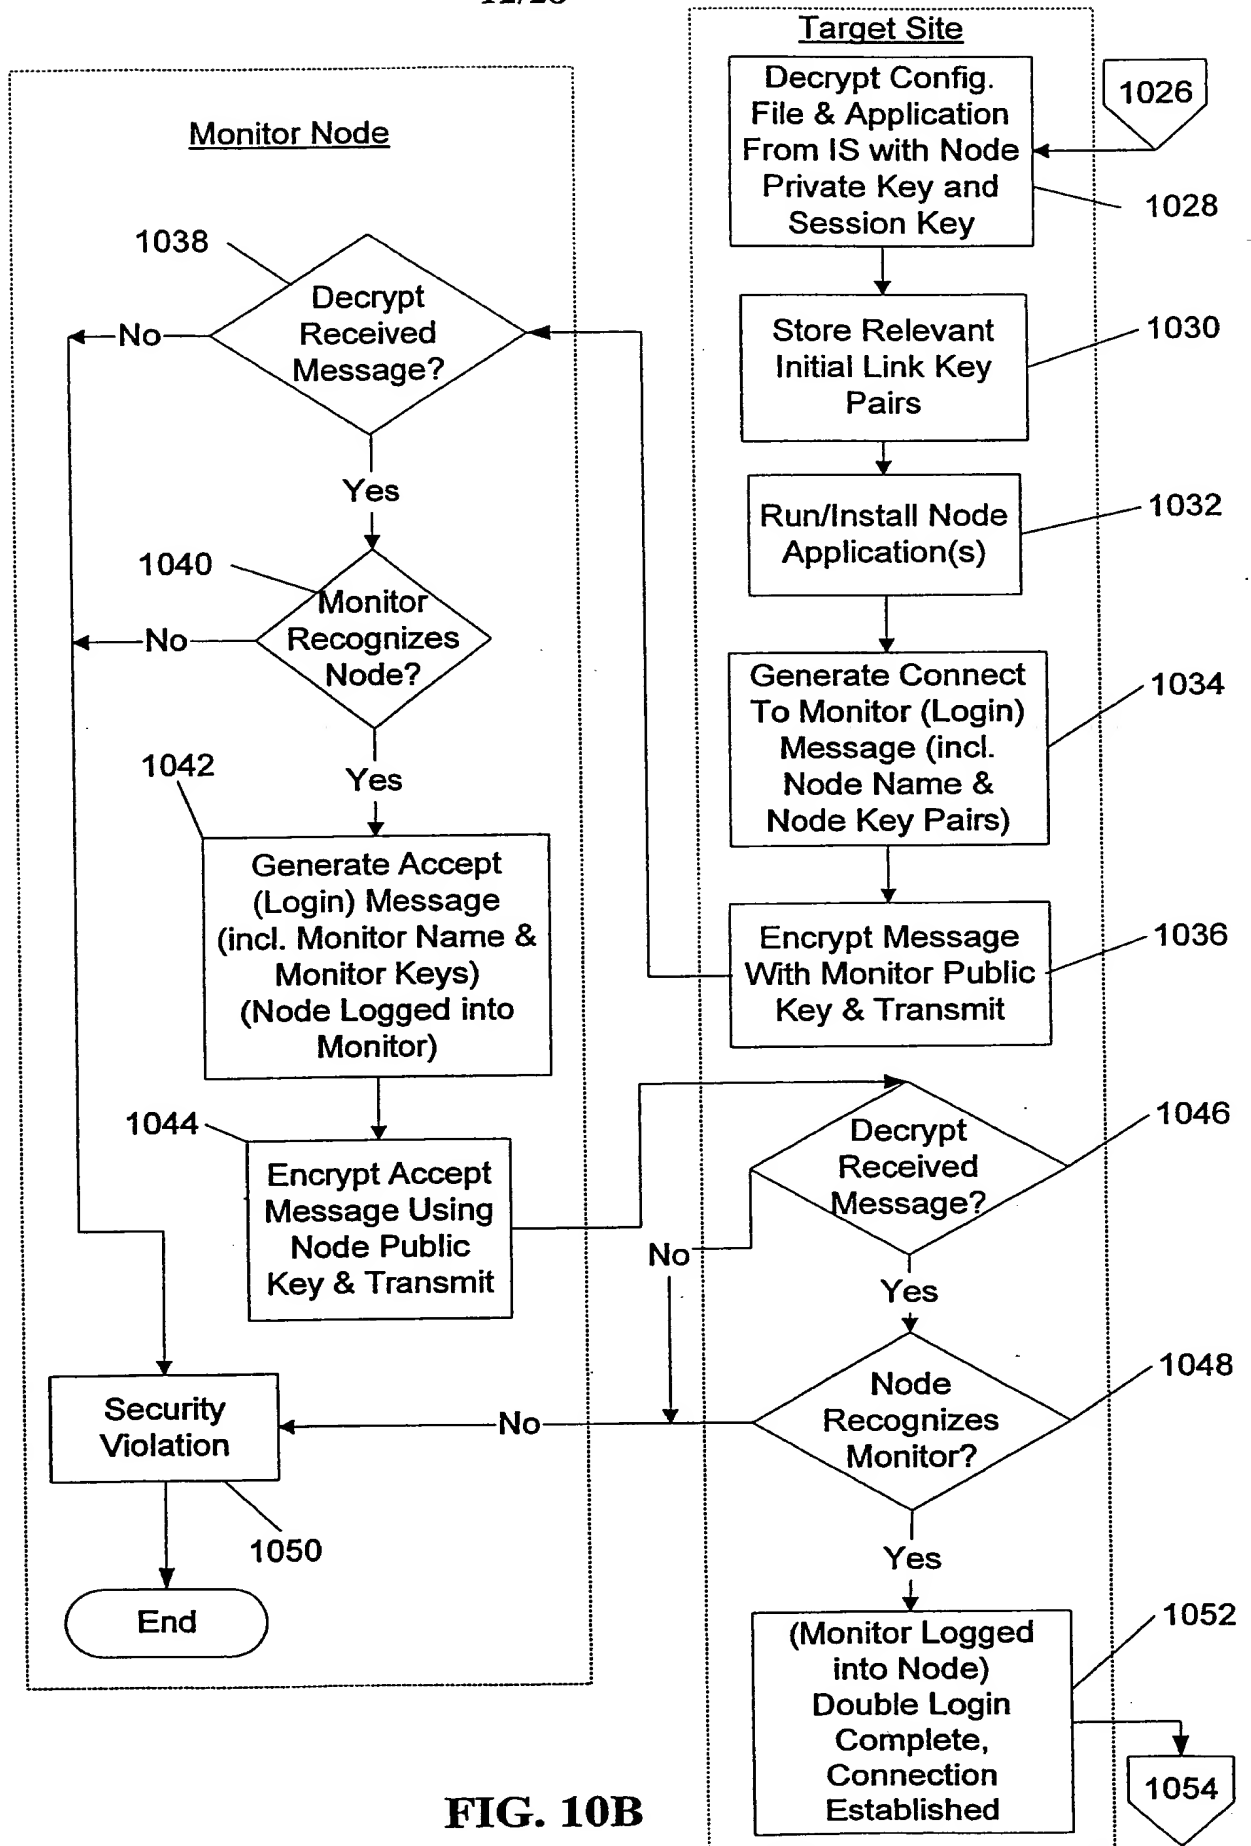 Target Site
Decrypt Config.
File & Application
From IS with Node
Private Key and
Session Key
1026
1028
Store Relevant
Initial Link Key
Pairs
1030
Run/Install Node
Application(s)
1032
Generate Connect
To Monitor (Login)
Message (incl.
Node Name &
Node Key Pairs)
1034
Encrypt Message
With Monitor Public
Key & Transmit
1036
Monitor Node
1038
Decrypt
Received
Message?
No
Yes
1040
Monitor
Recognizes
Node?
No
Yes
1042
Generate Accept
(Login) Message
(incl. Monitor Name &
Monitor Keys)
(Node Logged into
Monitor)
1044
Encrypt Accept
Message Using
Node Public
Key & Transmit
Decrypt
Received
Message?
1046
No
Yes
Node
Recognizes
Monitor?
1048
No
Yes
Security
Violation
1050
End
(Monitor Logged
into Node)
Double Login
Complete,
Connection
Established
1052
1054
FIG. 10B